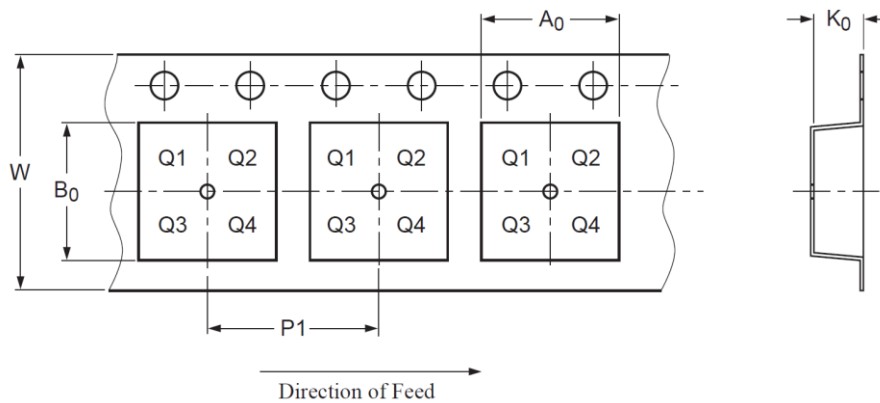 A0
K0
W
B0
Q1 Q2 Q1 Q2 Q1 Q2
Q3 Q4 Q3 Q4 Q3 Q4
P1
Direction of Feed